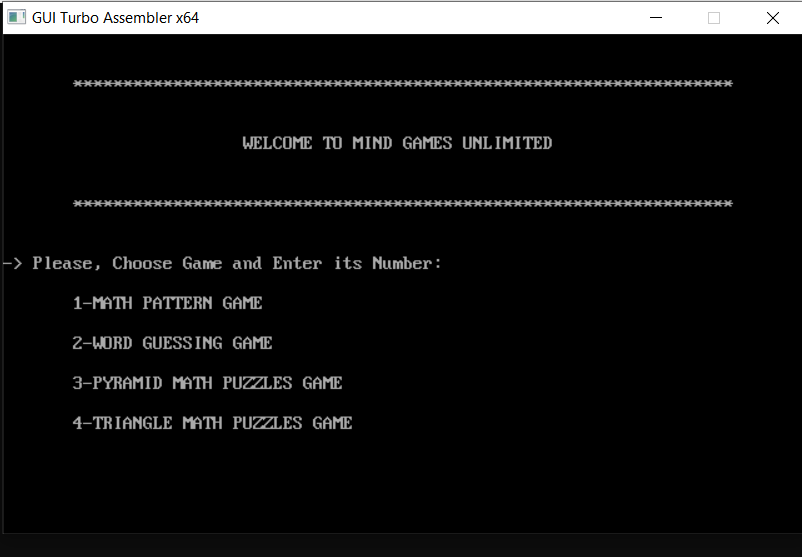 GUI Turbo Assembler x64
******************************************************************
WELCOME TO MIND GAMES UNLIMITED
******************************************************************
-> Please, Choose Game and Enter its Number:
1-MATH PATTERN GAME
2-WORD GUESSING GAME
3-PYRAMID MATH PUZZLES GAME
4-TRIANGLE MATH PUZZLES GAME